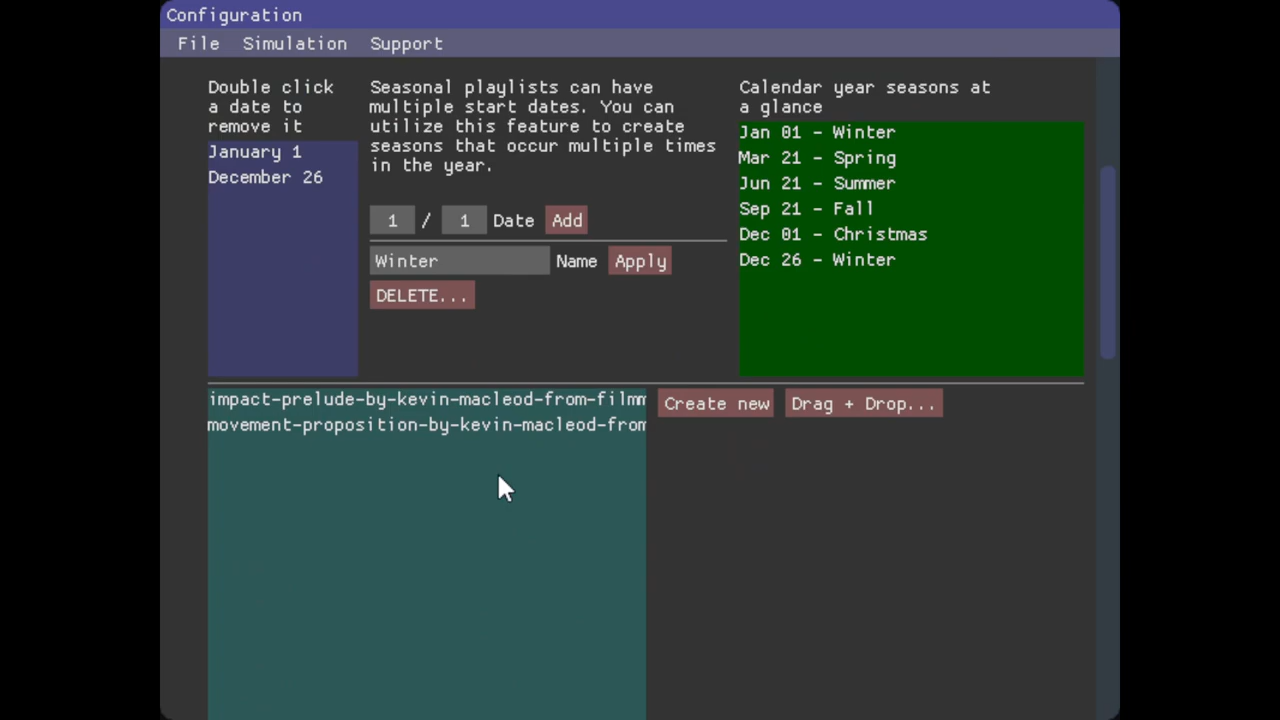 Configuration
File Simulation Support
Double click
a date to
remove it
January 1
December 26
Seasonal playlists can have
multiple start dates. You can
utilize this feature to create
seasons that occur multiple times
in the year.
1 / 1 Date Add
Winter Name Apply
DELETE...
Calendar year seasons at
a glance
Jan 01 - Winter
Mar 21 - Spring
Jun 21 - Summer
Sep 21 - Fall
Dec 01 - Christmas
Dec 26 - Winter
impact-prelude-by-kevin-macleod-from-filmm
movement-proposition-by-kevin-macleod-from
Create new Drag + Drop...